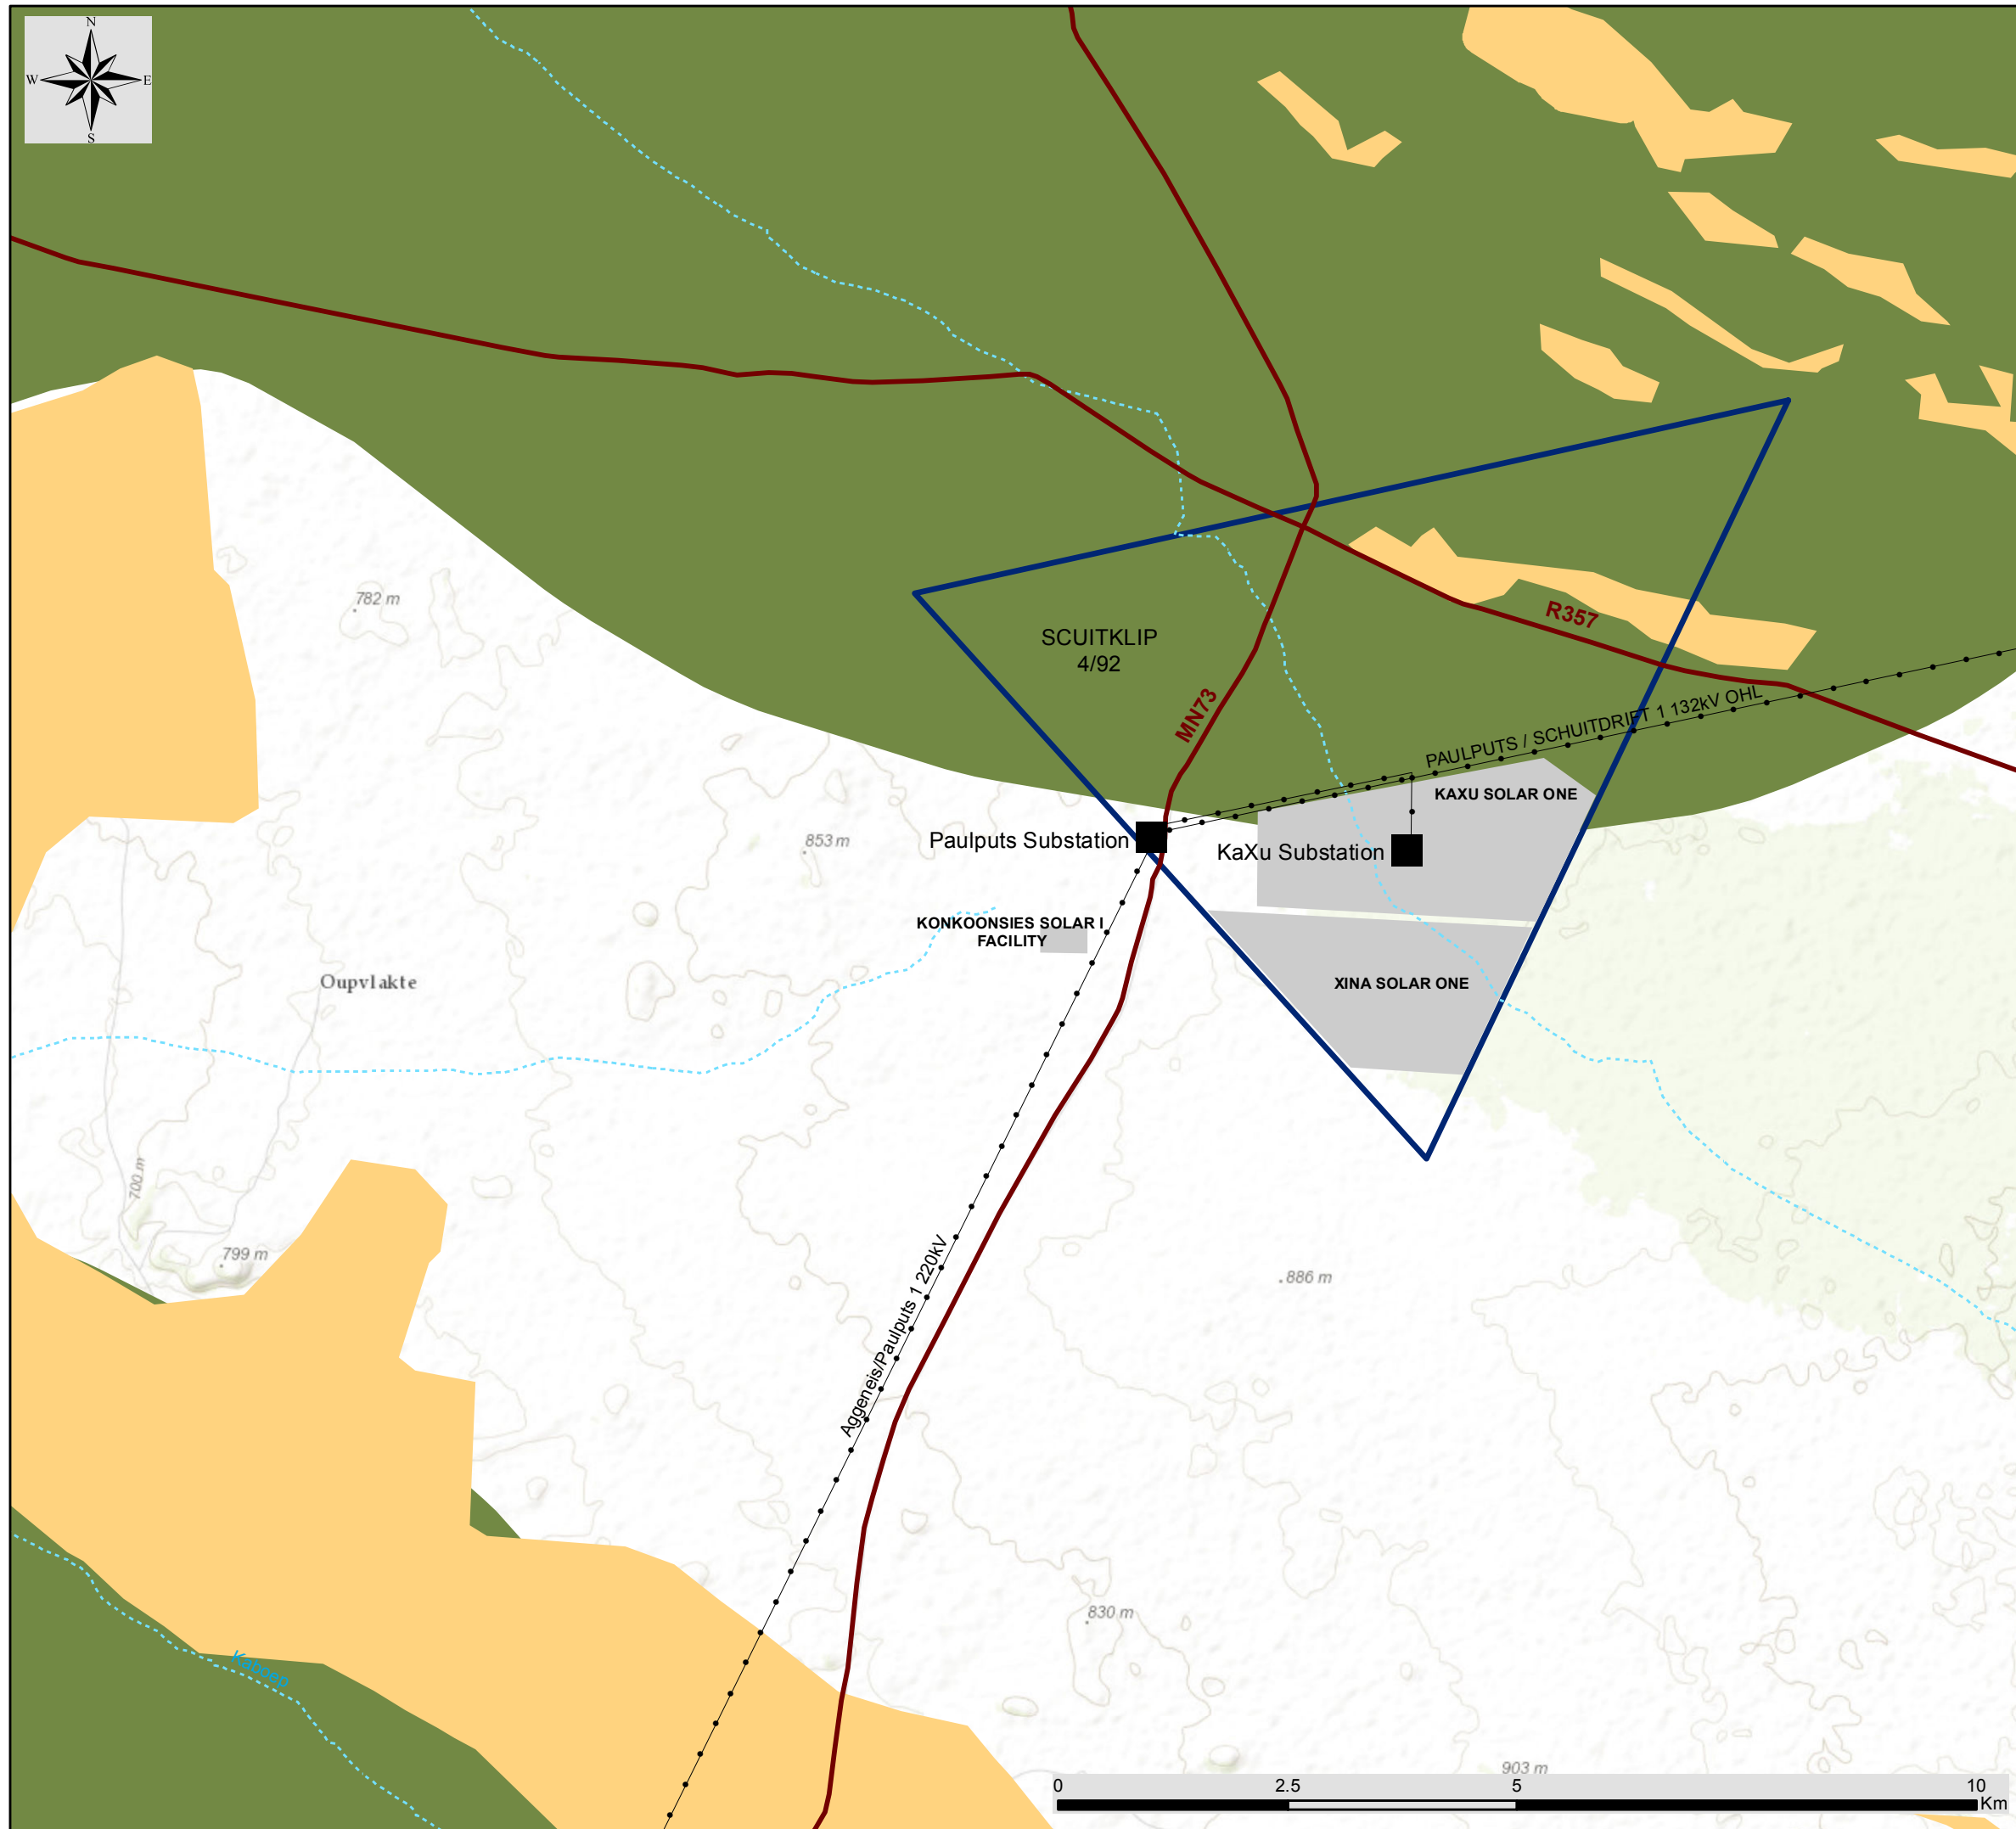 N
W E
S
782 m
SCUITKLIP
4/92
R357
MN73
PAULPUTS / SCHUITDRIFT 1 132kV OHL
KAXU SOLAR ONE
853 m
Paulputs Substation
KaXu Substation
KONKOONSIES SOLAR I
FACILITY
Oupvlakte
XINA SOLAR ONE
700 m
799 m
886 m
Aggeneis/Paulputs 1 220kV
830 m
Kaboep
903 m
0 2.5 5 10
Km